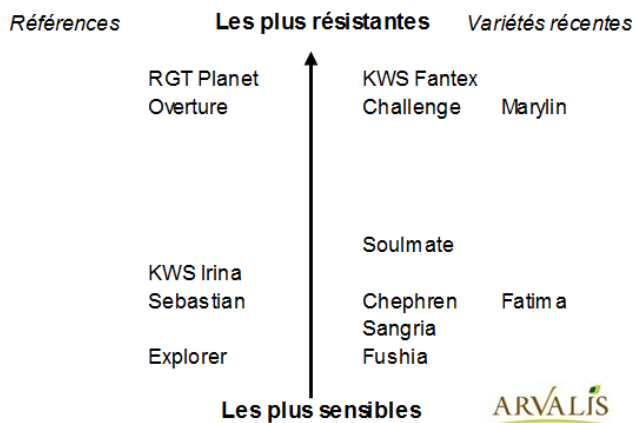 Références Les plus résistantes Variétés récentes
RGT Planet KWS Fantex
Overture Challenge Marylin
Soulmate
KWS Irina
Sebastian Chephren Fatima
Sangria
Explorer Fushia
Les plus sensibles ARVALIS